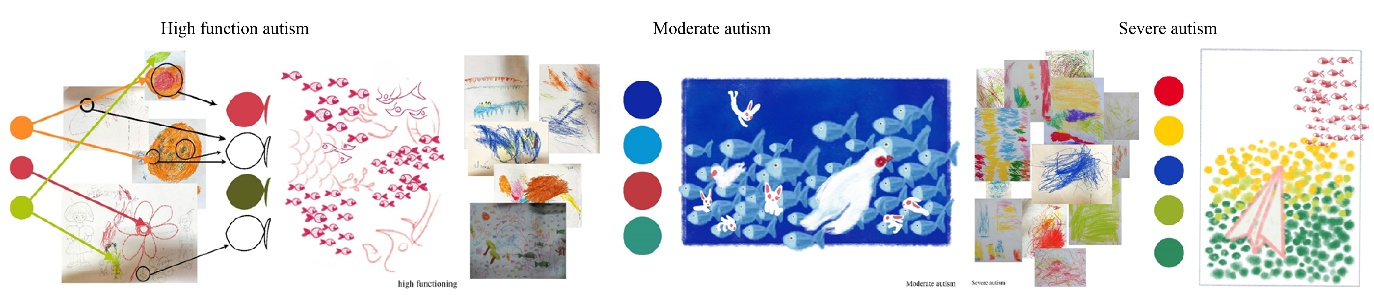 High function autism
Moderate autism
Severe autism
high functioning
Moderate autism
Severe autism